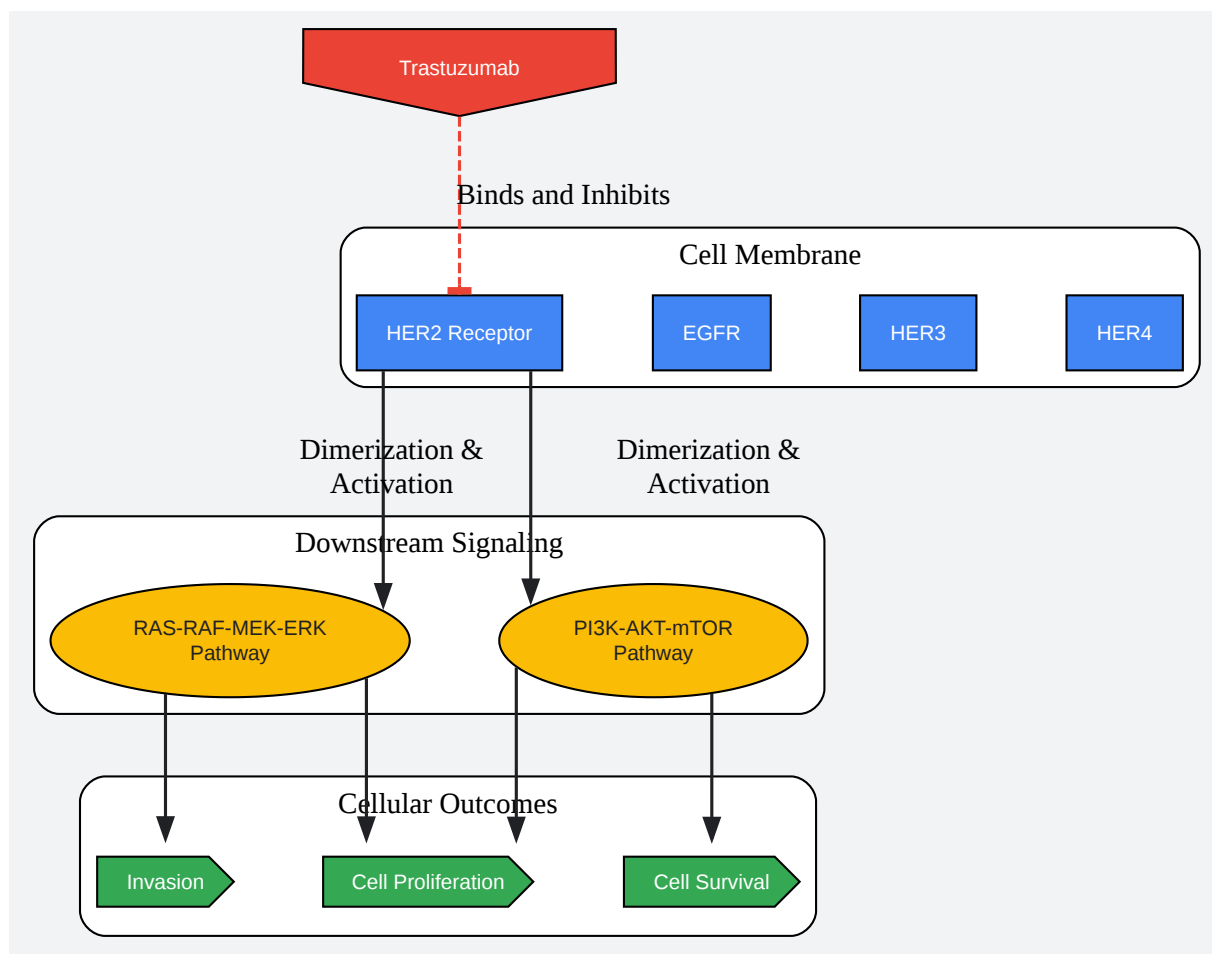 Trastuzumab
Binds and Inhibits
Cell Membrane
HER2 Receptor
EGFR
HER3
HER4
Dimerization &
Activation
Dimerization &
Activation
Downstream Signaling
RAS-RAF-MEK-ERK
Pathway
PI3K-AKT-mTOR
Pathway
Cellular Outcomes
Invasion
Cell Proliferation
Cell Survival